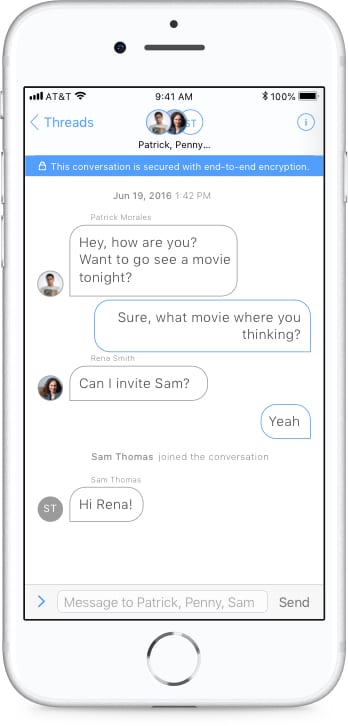 AT&T 9:41 AM 100%
Threads ST i
Patrick, Penny...
This conversation is secured with end-to-end encryption.
Jun 19, 2016 1:42 PM
Patrick Morales
Hey, how are you?
Want to go see a movie
tonight?
Sure, what movie where you
thinking?
Rena Smith
Can I invite Sam?
Yeah
Sam Thomas joined the conversation
Sam Thomas
ST Hi Rena!
Message to Patrick, Penny, Sam Send